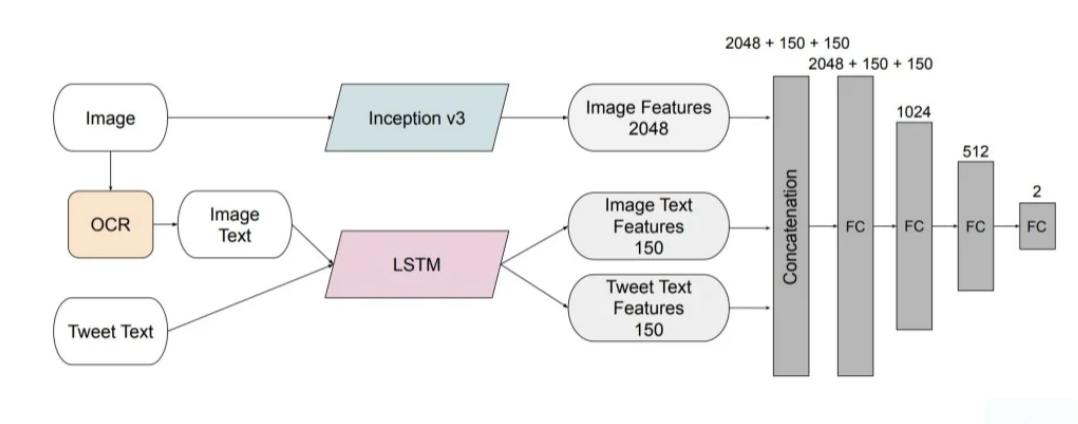 2048 + 150 + 150
2048 + 150 + 150
Image
Inception v3
Image Features
2048
1024
512
2
OCR
Image
Text
Image Text
Features
150
LSTM
Tweet Text
Tweet Text
Features
150
Concatenation
FC
FC
FC
FC